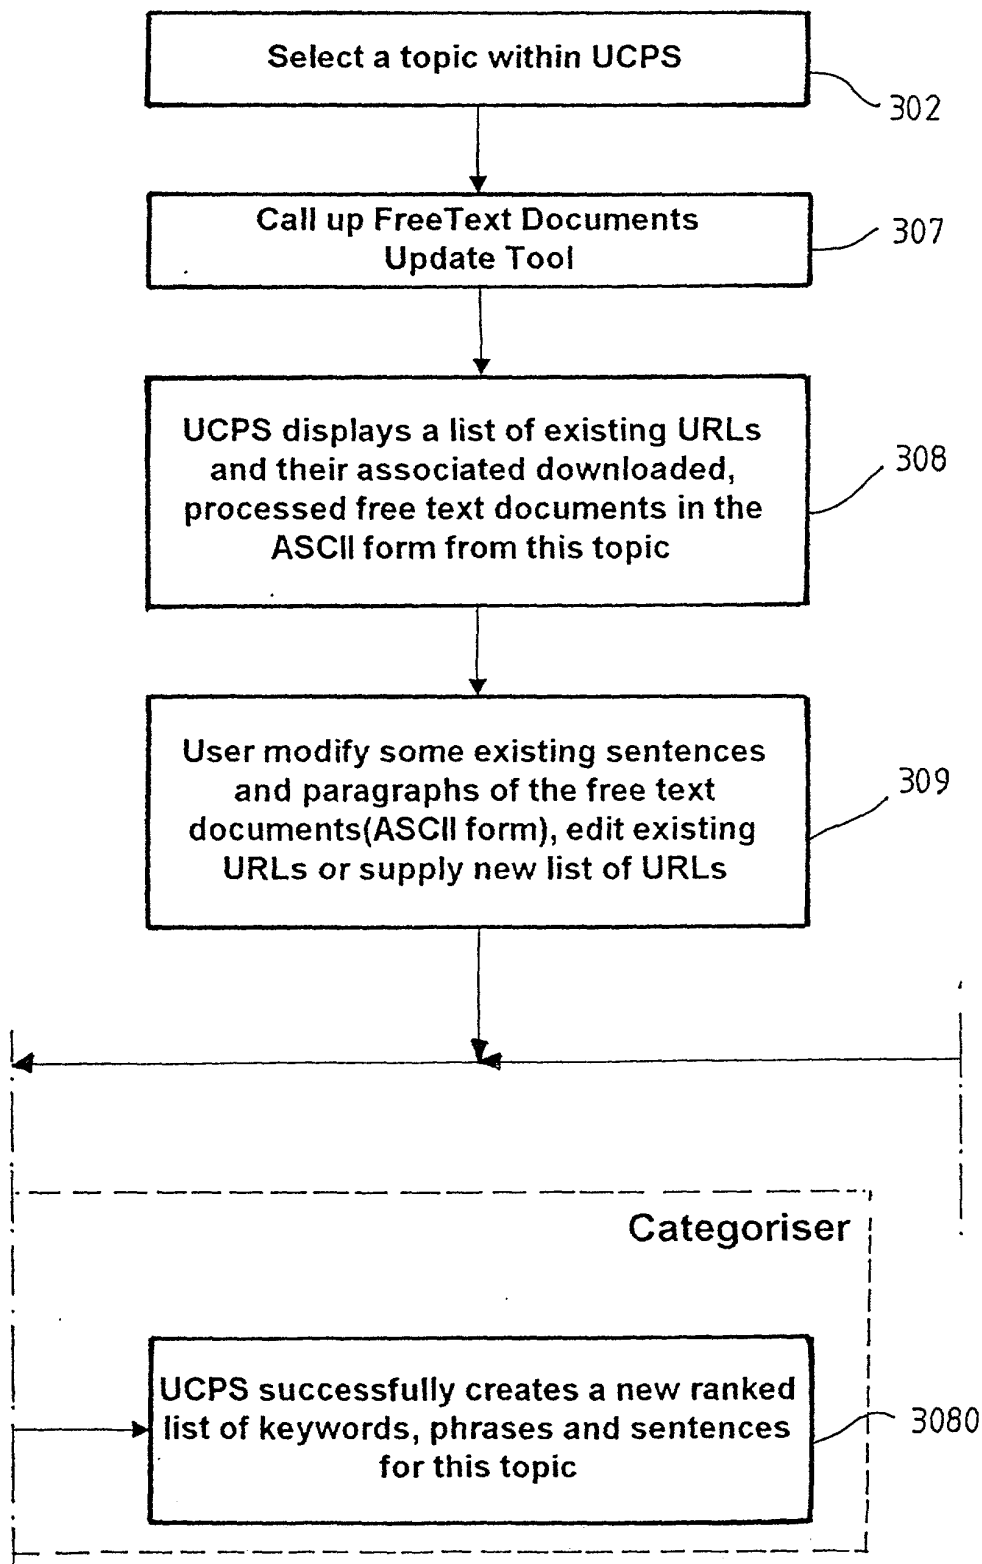 Select a topic within UCPS
302
Call up FreeText Documents
Update Tool
307
UCPS displays a list of existing URLs
and their associated downloaded,
processed free text documents in the
ASCII form from this topic
308
User modify some existing sentences
and paragraphs of the free text
documents(ASCII form), edit existing
URLs or supply new list of URLs
309
Categoriser
UCPS successfully creates a new ranked
list of keywords, phrases and sentences
for this topic
3080